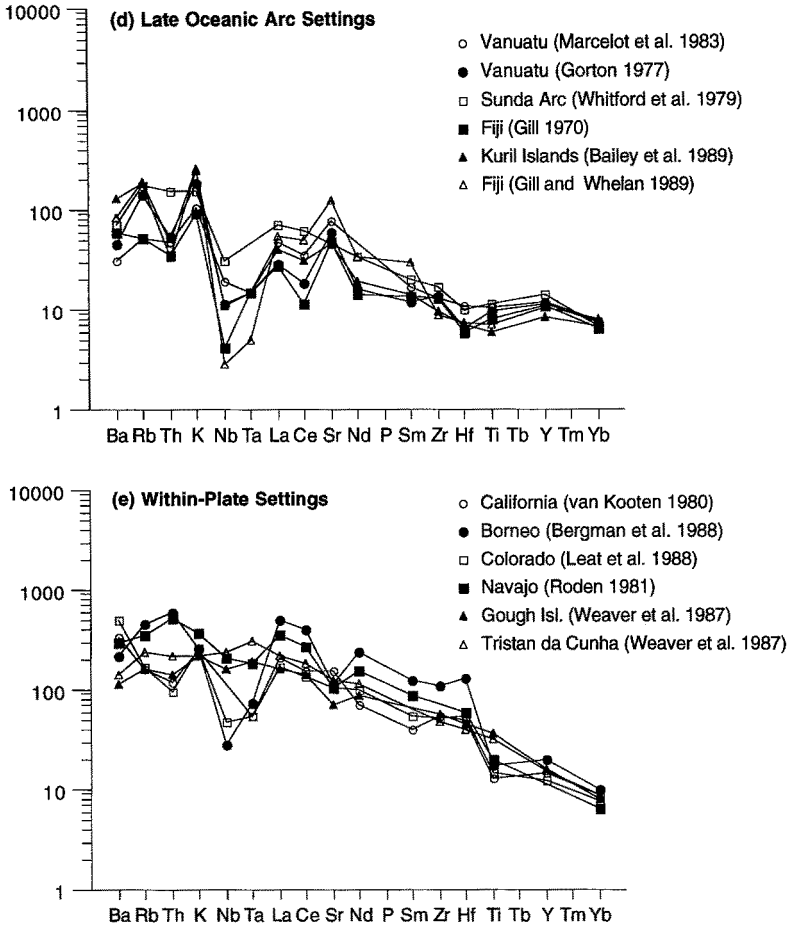 (d) Late Oceanic Arc Settings
10000
1000
100
10
1
Vanuatu (Marcelot et al. 1983)
Vanuatu (Gorton 1977)
Sunda Arc (Whitford et al. 1979)
Fiji (Gill 1970)
Kuril Islands (Bailey et al. 1989)
Fiji (Gill and Whelan 1989)
Ba Rb Th K Nb Ta La Ce Sr Nd P Sm Zr Hf Ti Tb Y Tm Yb
(e) Within-Plate Settings
10000
1000
100
10
1
California (van Kooten 1980)
Borneo (Bergman et al. 1988)
Colorado (Leat et al. 1988)
Navajo (Roden 1981)
Gough Isl. (Weaver et al. 1987)
Tristan da Cunha (Weaver et al. 1987)
Ba Rb Th K Nb Ta La Ce Sr Nd P Sm Zr Hf Ti Tb Y Tm Yb